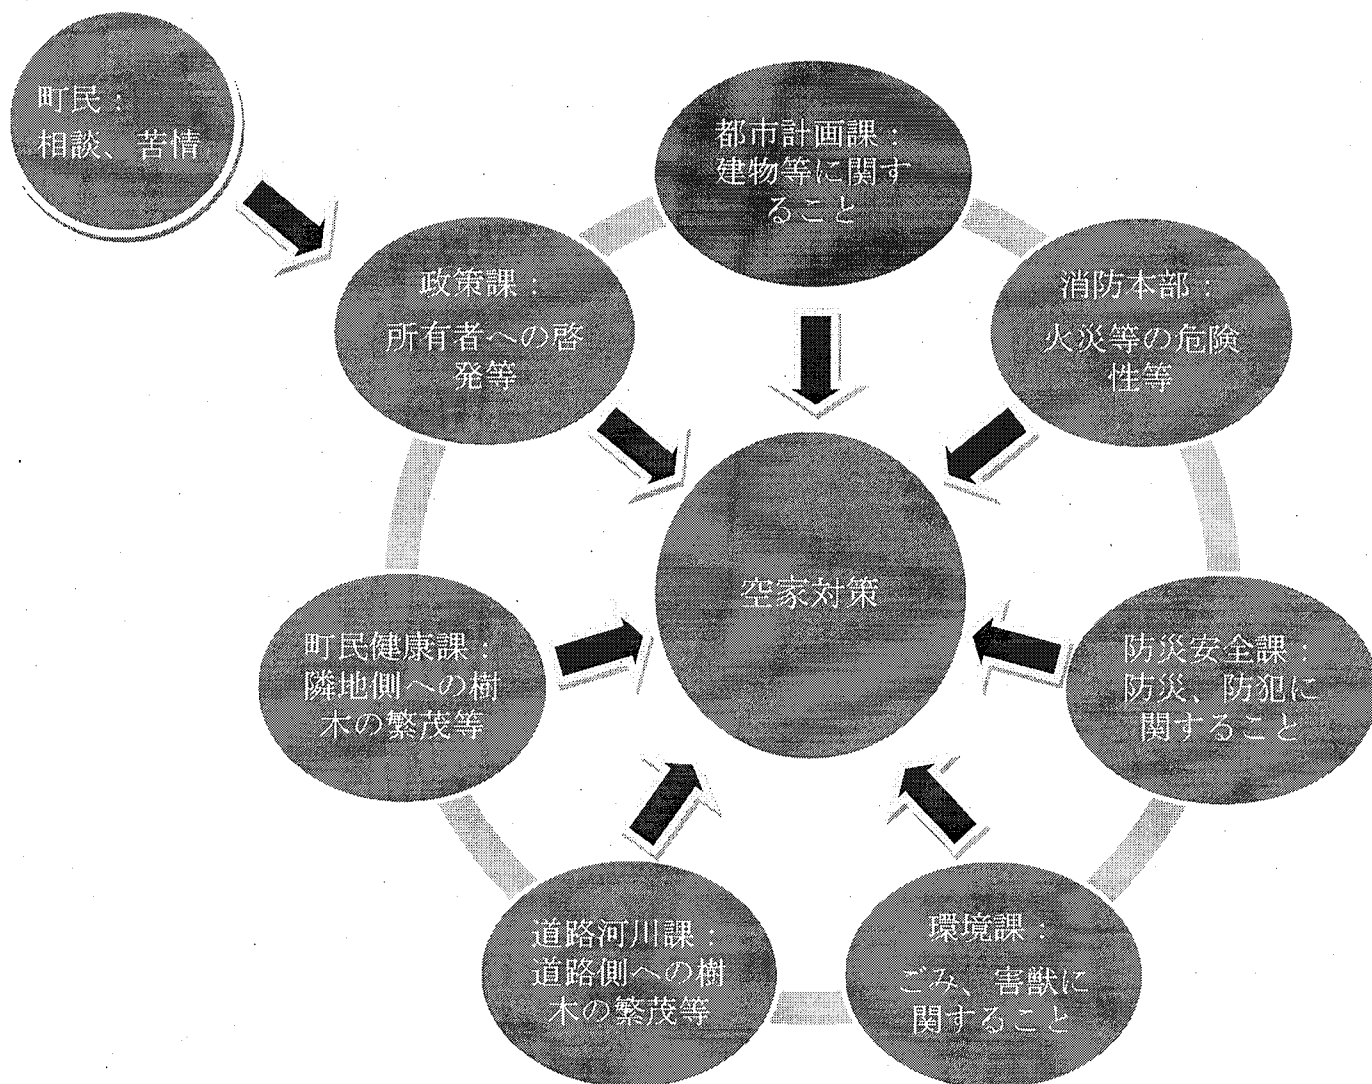 町民：
相談、苦情
都市計画課：
建物等に関す
ること
政策課：
所有者への啓
発等
消防本部：
火災等の危険
性等
空家対策
町民健康課：
隣地側への樹
木の繁茂等
防災安全課：
防災、防犯に
関すること
道路河川課：
道路側への樹
木の繁茂等
環境課：
ごみ、害獣に
関すること